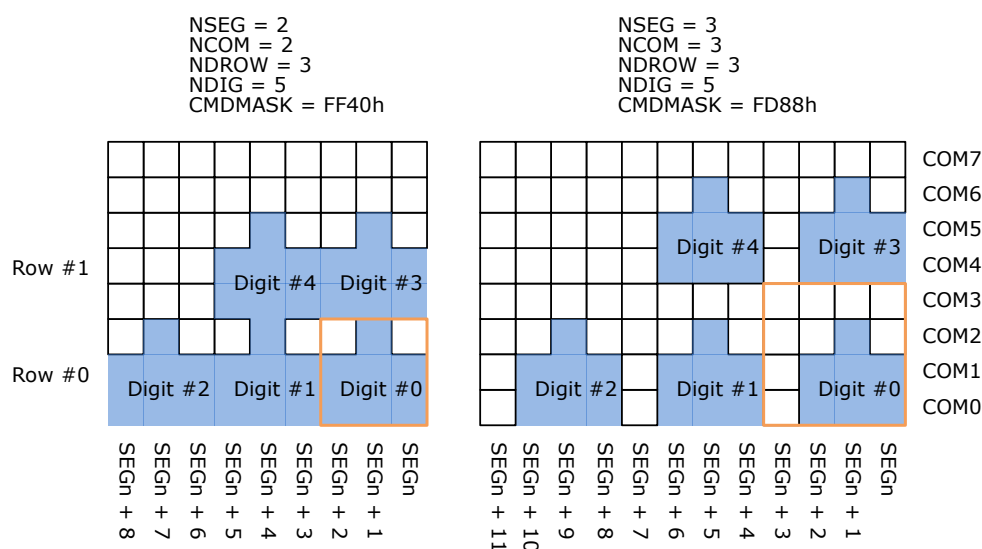 NSEG = 2
NCOM = 2
NDROW = 3
NDIG = 5
CMDMASK = FF40h
NSEG = 3
NCOM = 3
NDROW = 3
NDIG = 5
CMDMASK = FD88h
COM7
COM6
COM5
COM4
COM3
COM2
COM1
COM0
Row #1
Row #0
Digit #4
Digit #3
Digit #2
Digit #1
Digit #0
Digit #4
Digit #3
Digit #2
Digit #1
Digit #0
SEGn + 8
SEGn + 7
SEGn + 6
SEGn + 5
SEGn + 4
SEGn + 3
SEGn + 2
SEGn + 1
SEGn
SEGn + 11
SEGn + 10
SEGn + 9
SEGn + 8
SEGn + 7
SEGn + 6
SEGn + 5
SEGn + 4
SEGn + 3
SEGn + 2
SEGn + 1
SEGn